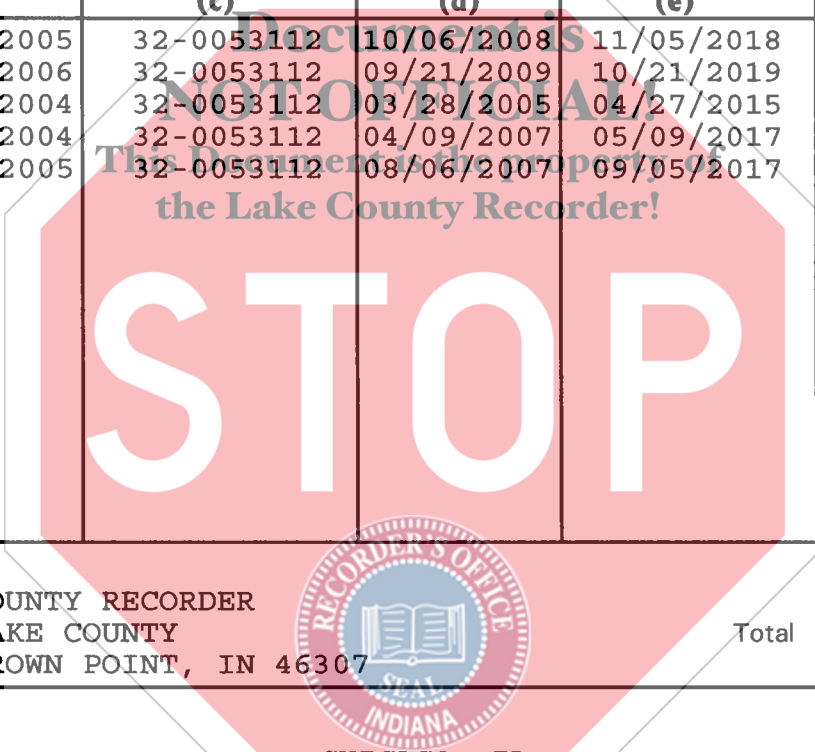 (c) (d) (e)
2005 32-0053112 10/06/2008 11/05/2018
2006 32-0053112 09/21/2009 10/21/2019
2004 32-0053112 03/28/2005 04/27/2015
2004 32-0053112 04/09/2007 05/09/2017
2005 32-0053112 08/06/2007 09/05/2017
Document is
NOT OFFICIAL!
This Document is the property of
the Lake County Recorder!
STOP
OUNTY RECORDER
AKE COUNTY
ROWN POINT, IN 46307
Total
RECORDER'S OFFICE
SEAL
INDIANA